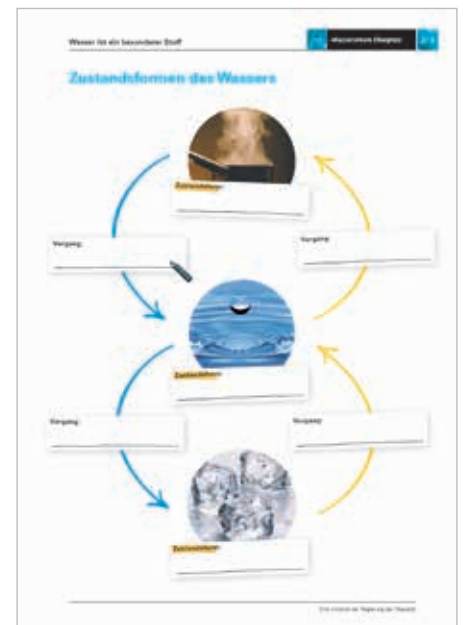 Wasser ist ein besonderer Stoff
Zustandsformen des Wassers
Zustandsform:
Vorgang:
Vorgang:
Zustandsform:
Vorgang:
Vorgang:
Zustandsform: